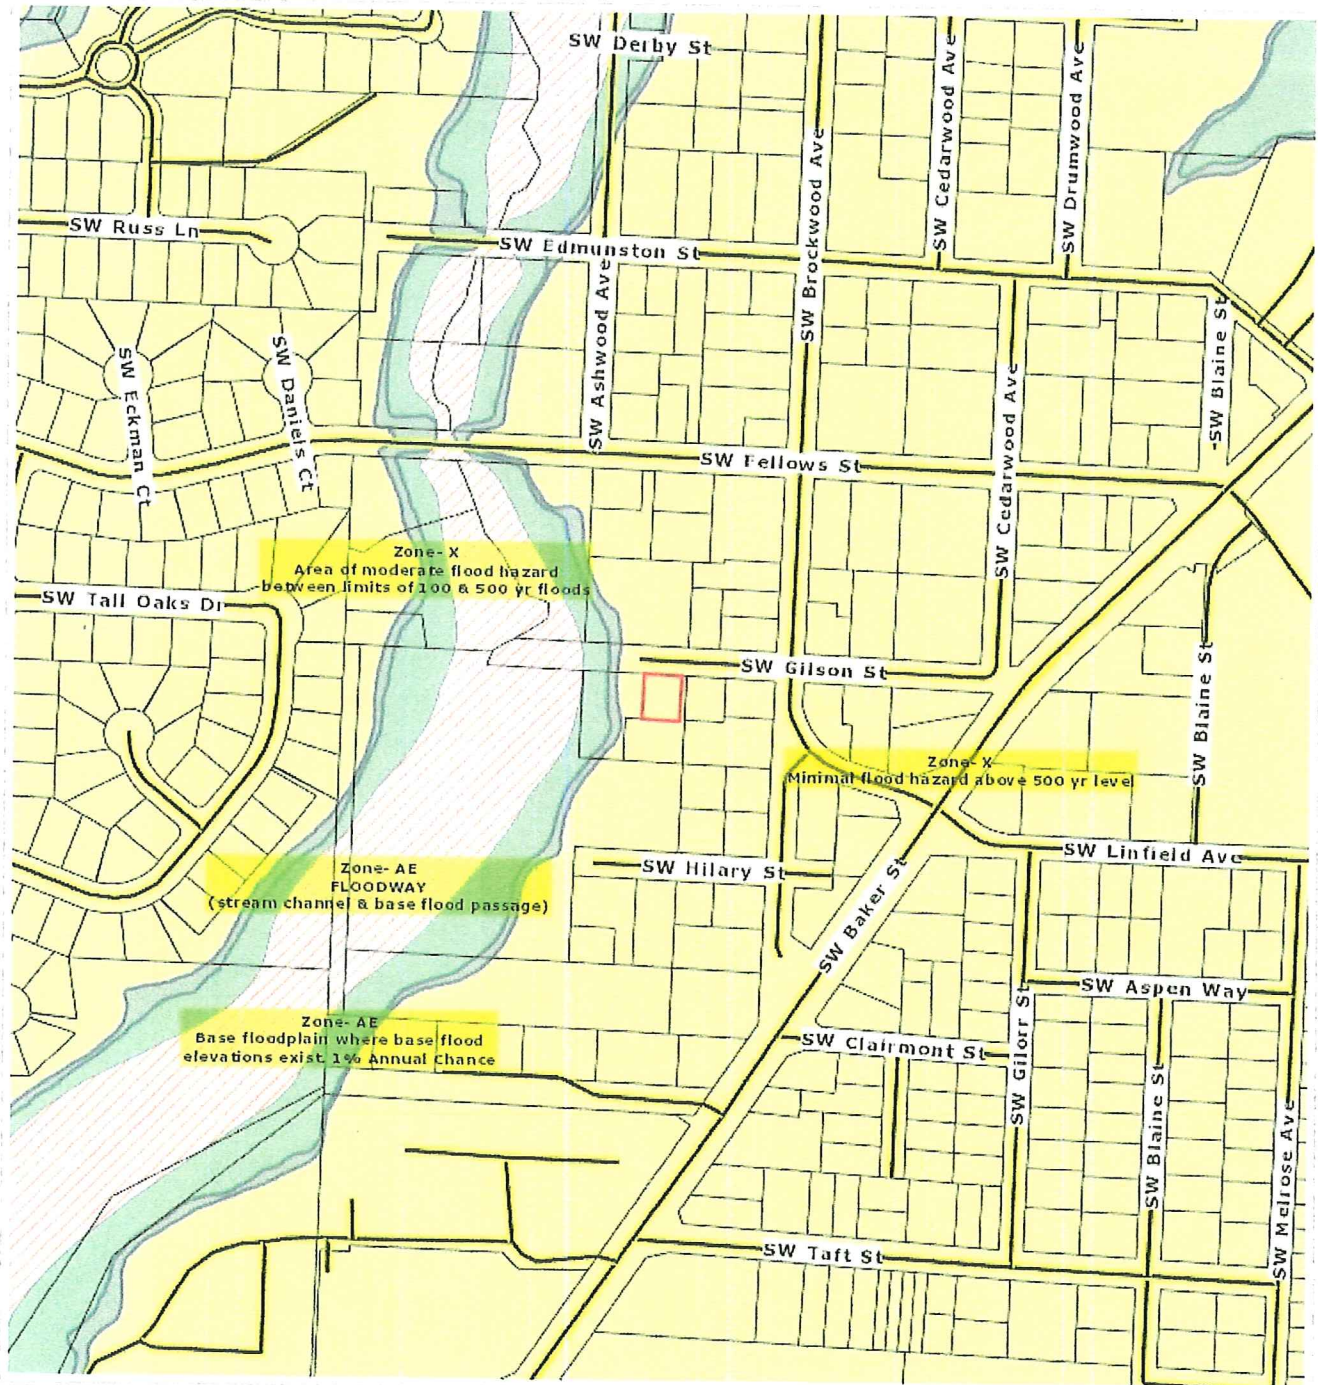 SW Derby St
SW Cedarwood Ave
SW Drumwood Ave
SW Brockwood Ave
SW Russ Ln
SW Edmunston St
SW Ashwood Ave
SW Blaine St
SW Eckman Ct
SW Daniels Ct
SW Cedarwood Ave
SW Fellows St
Zone- X
Area of moderate flood hazard
between limits of 100 & 500 yr floods
SW Tall Oaks Dr
SW Gilson St
SW Blaine St
Zone- X
Minimal flood hazard above 500 yr level
SW Linfield Ave
SW Hilary St
Zone- AE
FLOODWAY
(stream channel & base flood passage)
SW Baker St
SW Aspen Way
Zone- AE
Base floodplain where base flood
elevations exist. 1% Annual Chance
SW Clairmont St
SW Gilorr St
SW Blaine St
SW Melrose Ave
SW Taft St